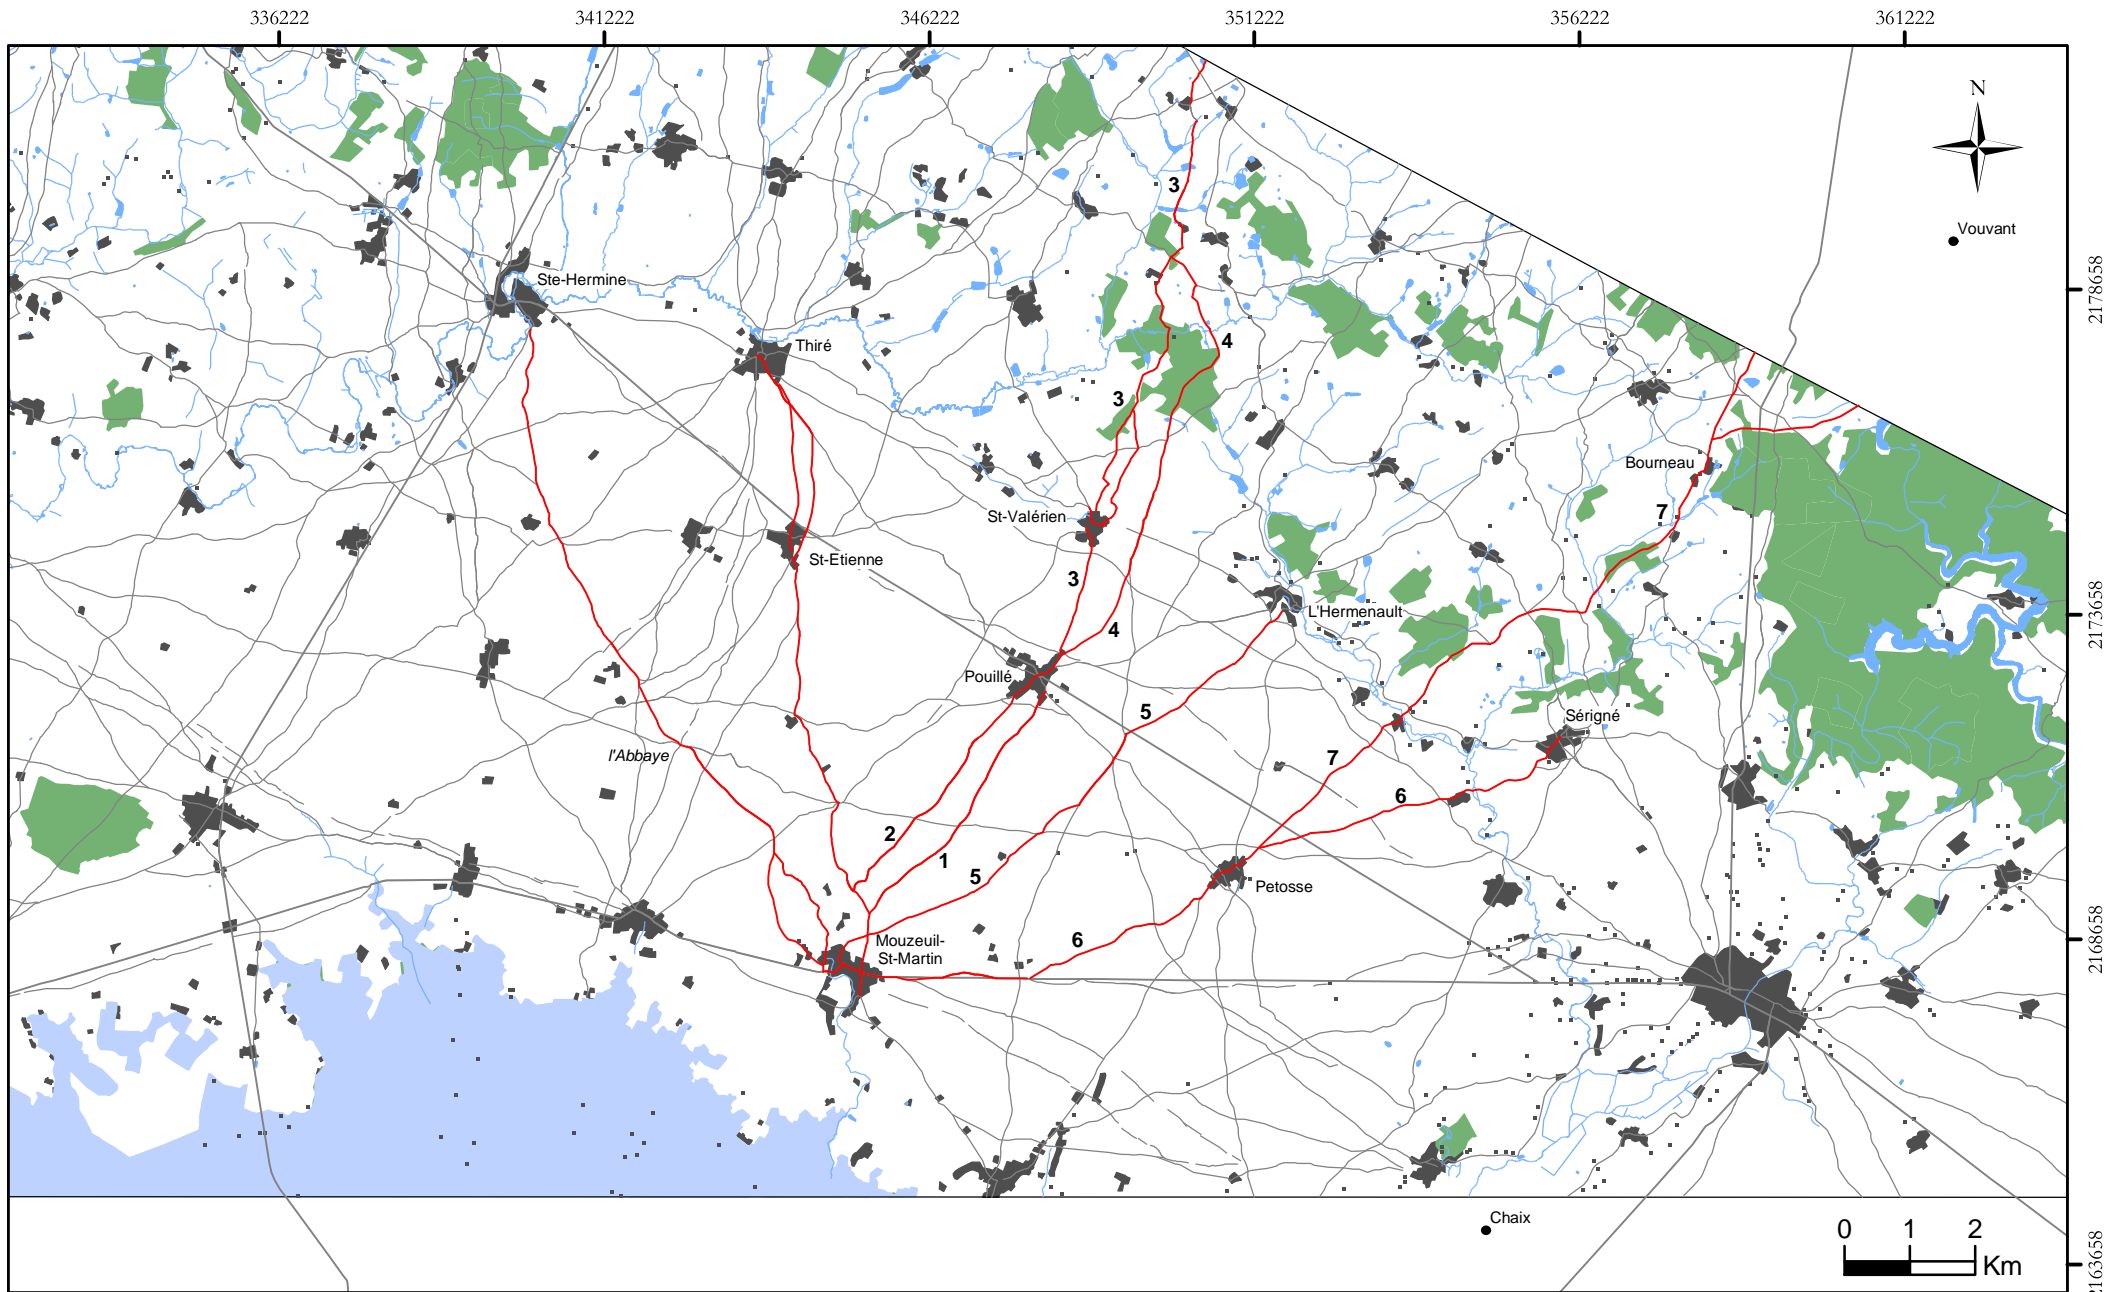 336222 341222 346222 351222 356222 361222
N
Vouvant
3
2178658
Ste-Hermine
Thiré
4
3
Bourneau
St-Valérien
7
St-Etienne
3
L'Hermenault
2173658
4
Pouillé
5
Sérigné
l'Abbaye
7
6
2
1
5
Petosse
6
Mouzeuil-
St-Martin
2168658
Chaix
0 1 2
Km
2163658